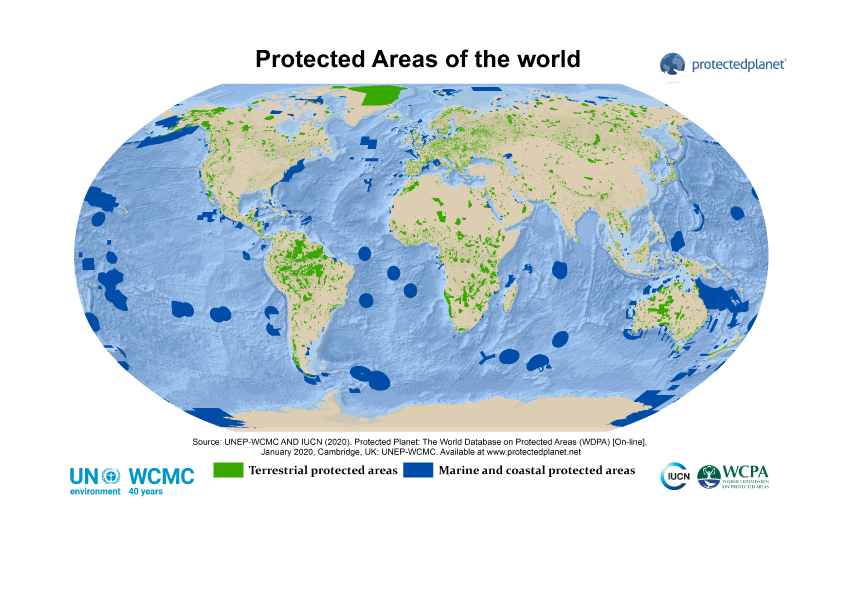 Protected Areas of the world
protectedplanet®
Source: UNEP-WCMC AND IUCN (2020). Protected Planet: The World Database on Protected Areas (WDPA) [On-line],
January 2020, Cambridge, UK: UNEP-WCMC. Available at www.protectedplanet.net
UN WCMC
environment 40 years
Terrestrial protected areas
Marine and coastal protected areas
IUCN
WCPA
WORLD COMMISSION
ON PROTECTED AREAS